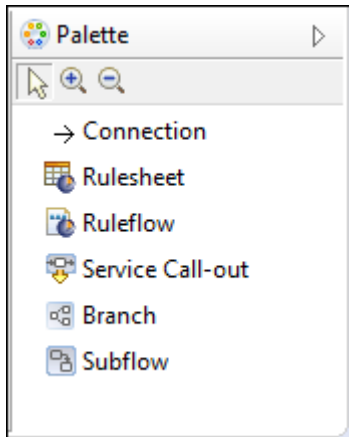 Palette
Connection
Rulesheet
Ruleflow
Service Call-out
Branch
Subflow